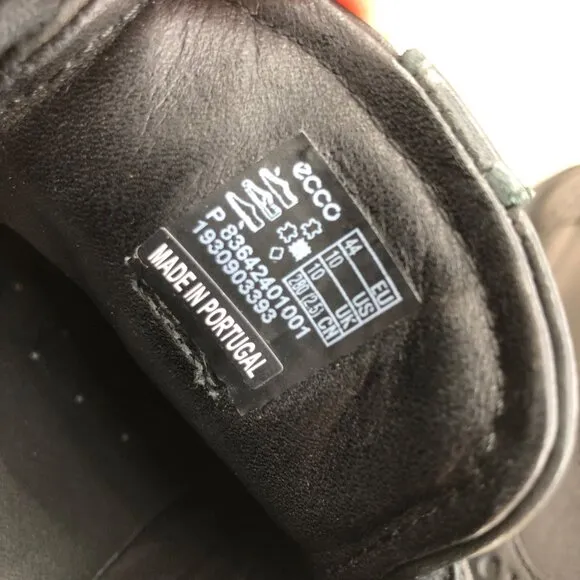 ecco
P 83642401001
1930903393
44 EU
10 US
10 UK
280 (2.5) CN
MADE IN PORTUGAL